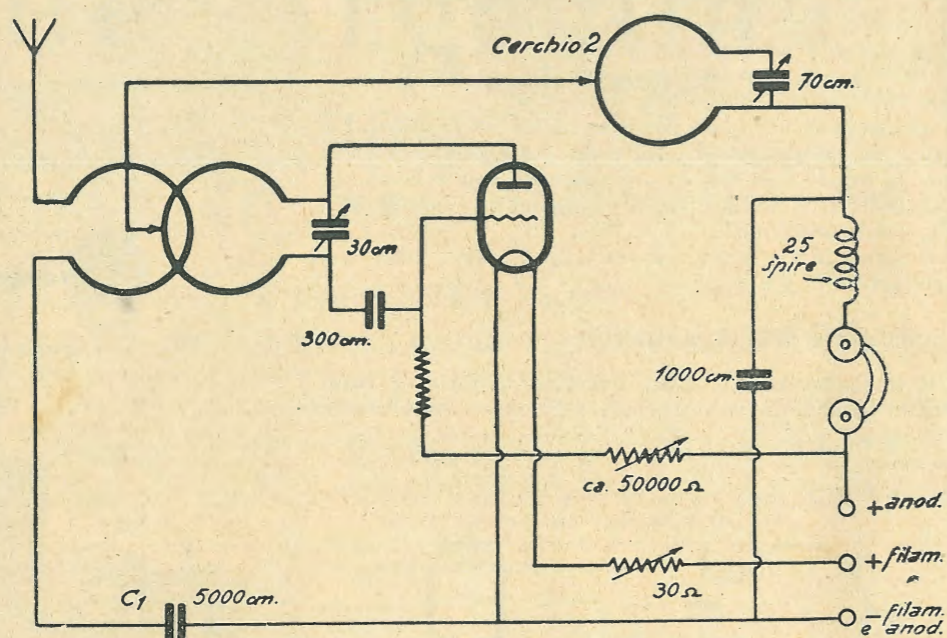 Cerchio 2
70 cm.
30 cm
300 cm.
25
spire
1000 cm.
ca. 50000 Ω
+ anod.
+ filam.
30 Ω
C1 5000 cm.
– filam.
e anod.